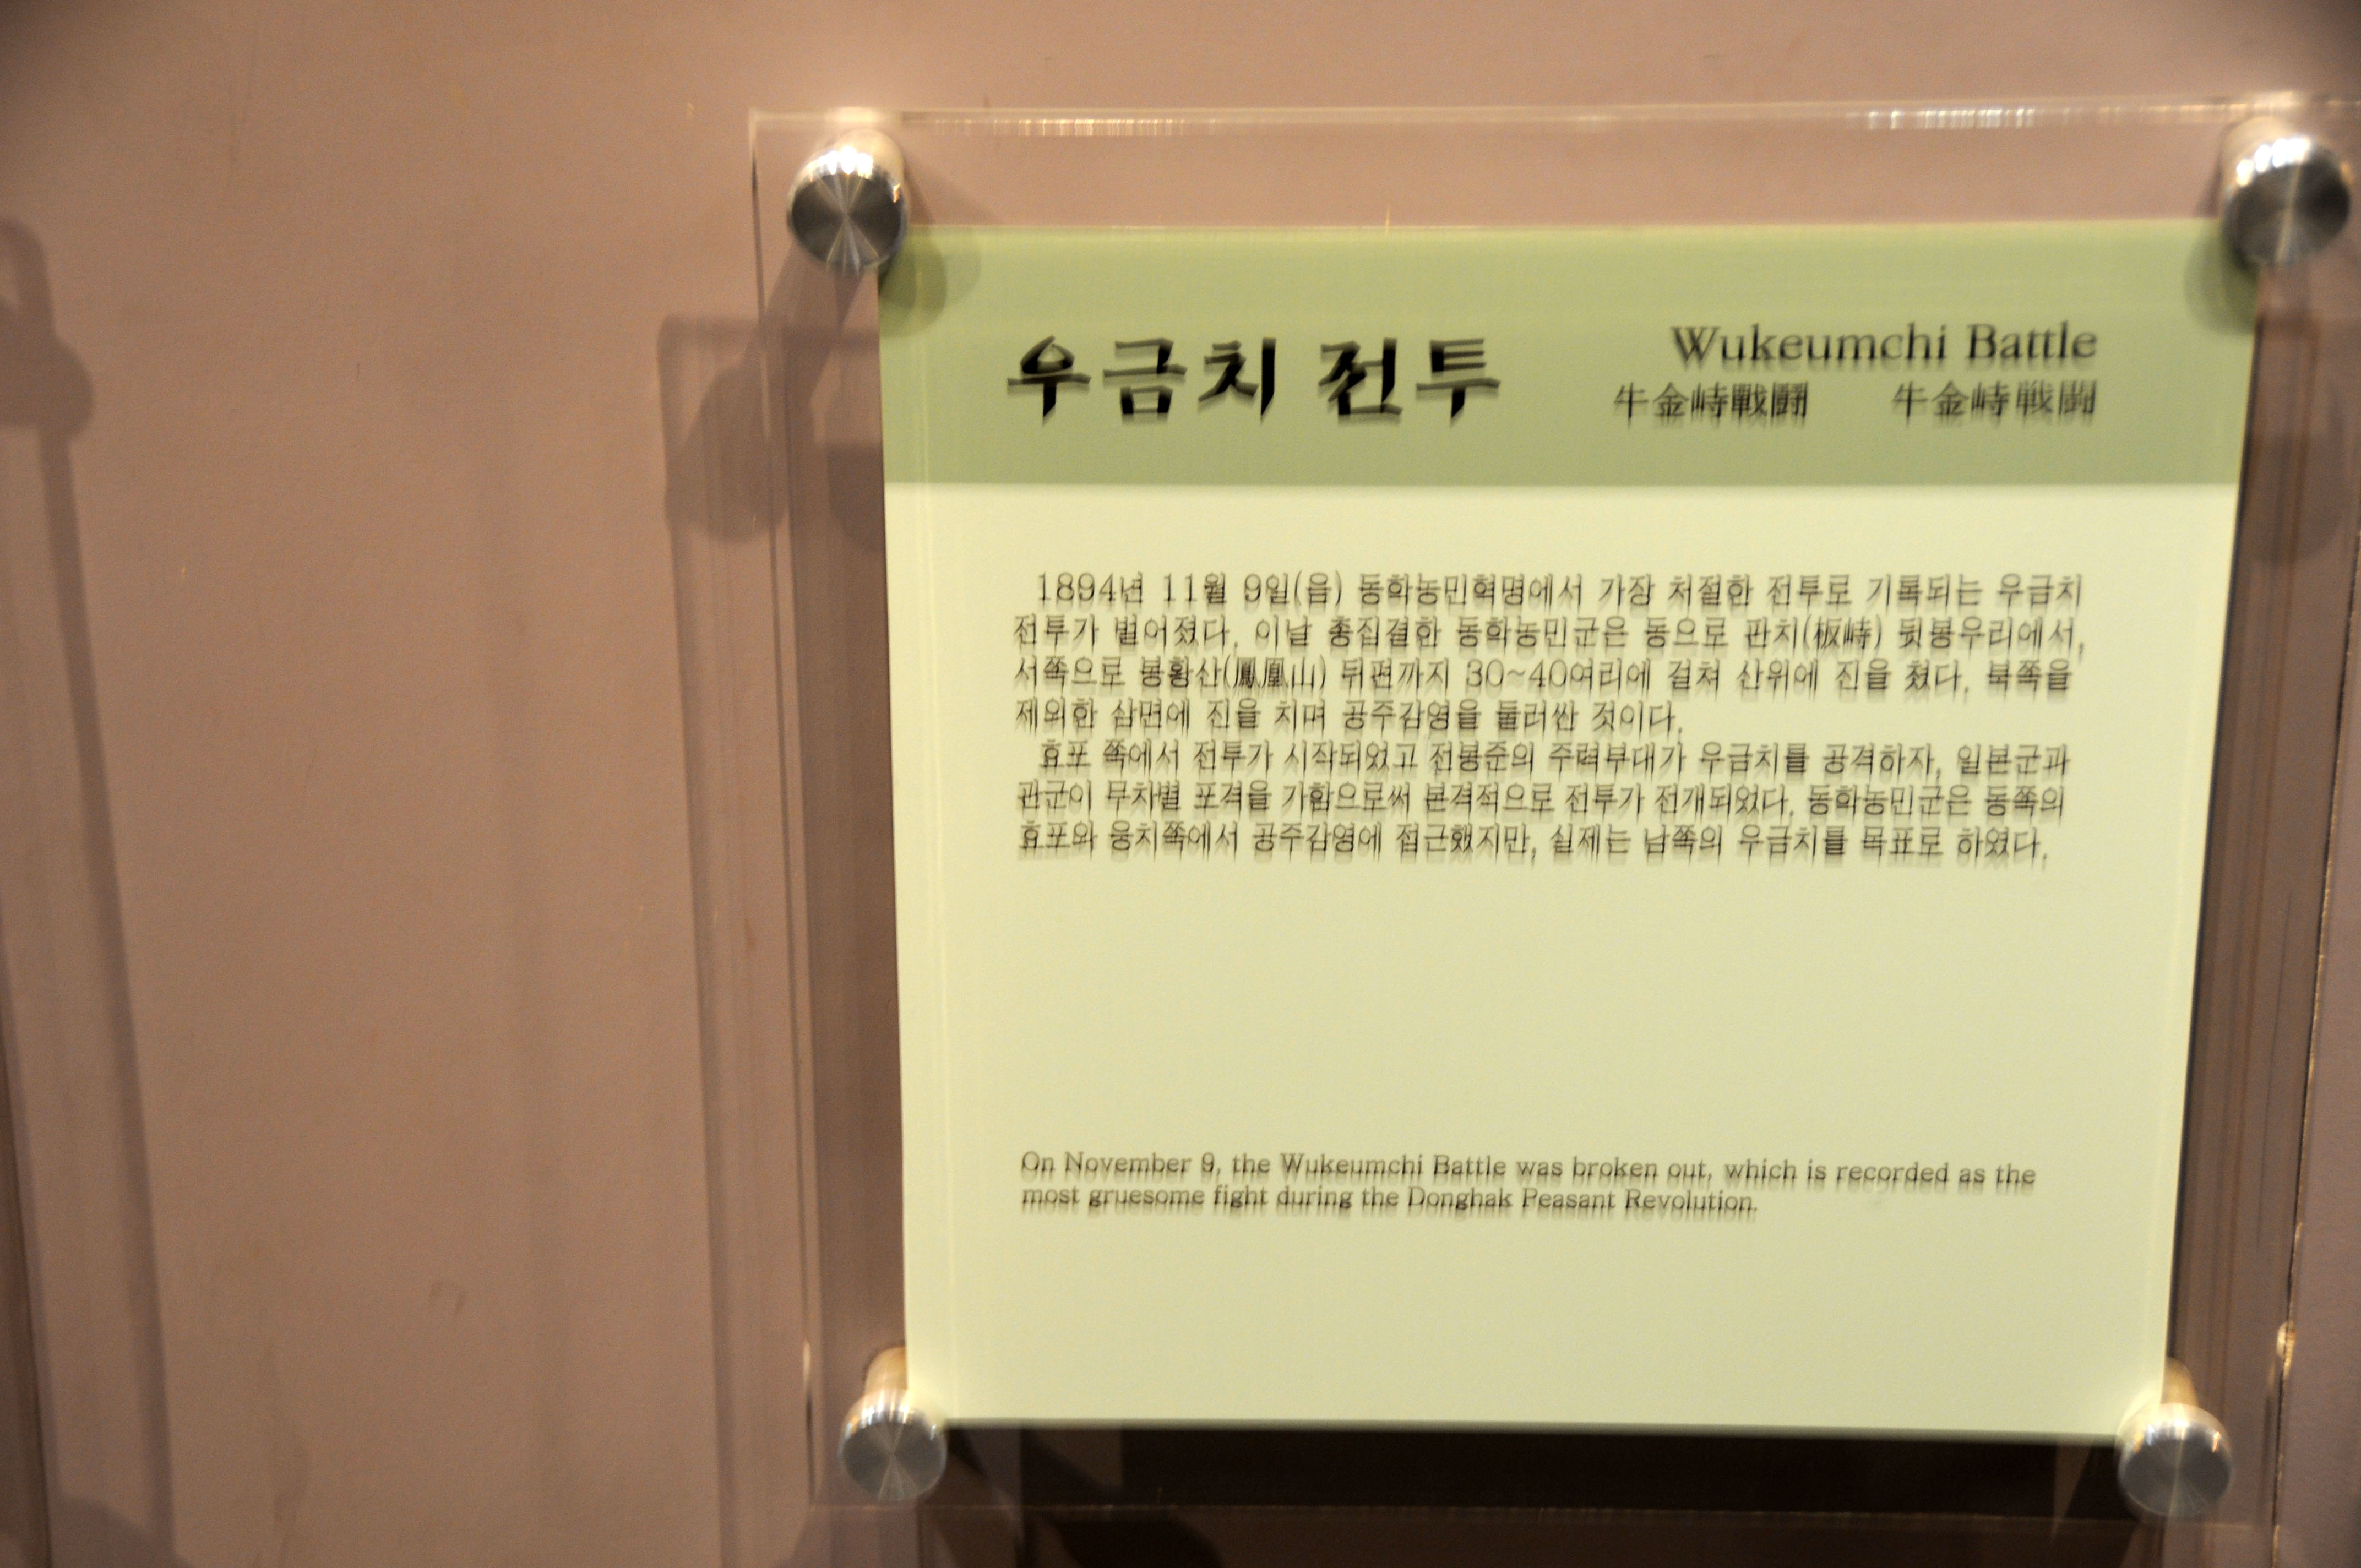 우금치 전투
Wukeumchi Battle
牛金峙戰鬪 牛金峙戦闘
1894년 11월 9일(음) 동학농민혁명에서 가장 처절한 전투로 기록되는 우금치
전투가 벌어졌다. 이날 총집결한 동학농민군은 동으로 판치(板峙) 뒷봉우리에서,
서쪽으로 봉황산(鳳凰山) 뒤편까지 30~40여리에 걸쳐 산위에 진을 쳤다. 북쪽을
제외한 삼면에 진을 치며 공주감영을 둘러싼 것이다.
효포 쪽에서 전투가 시작되었고 전봉준의 주력부대가 우금치를 공격하자, 일본군과
관군이 무차별 포격을 가함으로써 본격적으로 전투가 전개되었다. 동학농민군은 동쪽의
효포와 웅치쪽에서 공주감영에 접근했지만, 실제는 남쪽의 우금치를 목표로 하였다.
On November 9, the Wukeumchi Battle was broken out, which is recorded as the
most gruesome fight during the Donghak Peasant Revolution.